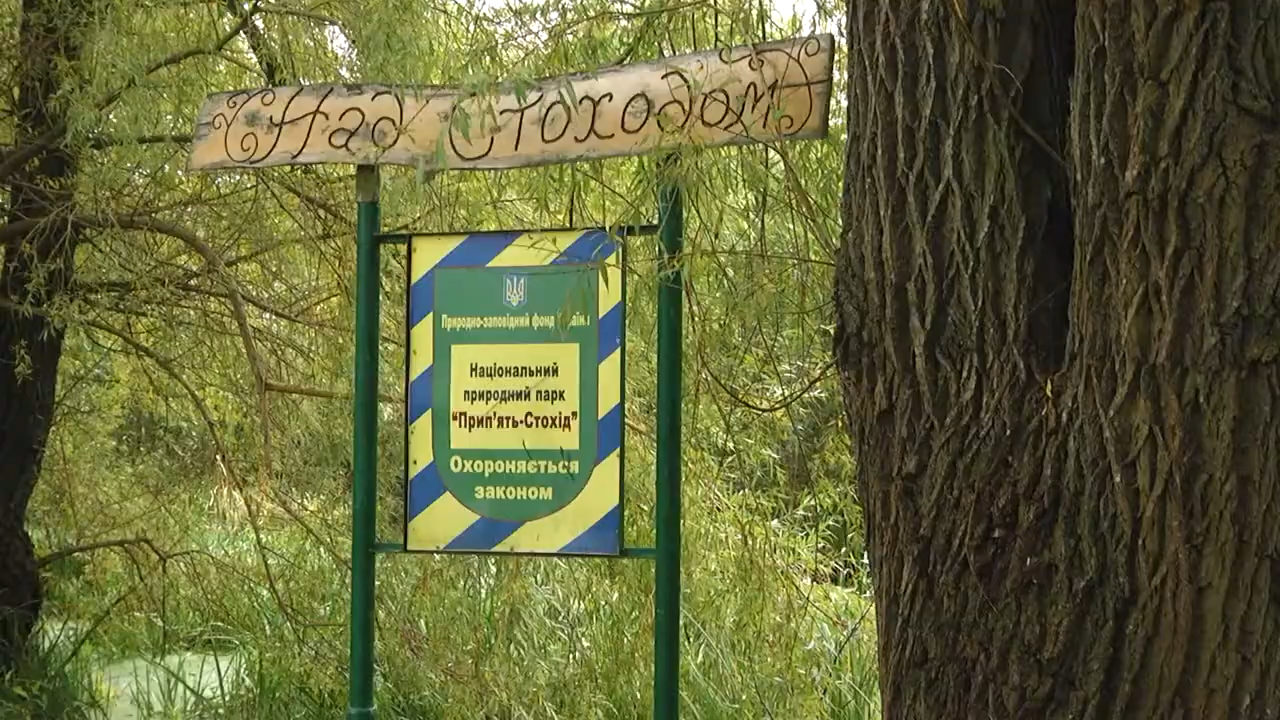 Над Стоходом
Природно-заповідний фонд
Національний
природний парк
“Прип’ять-Стохід”
Охороняється
законом